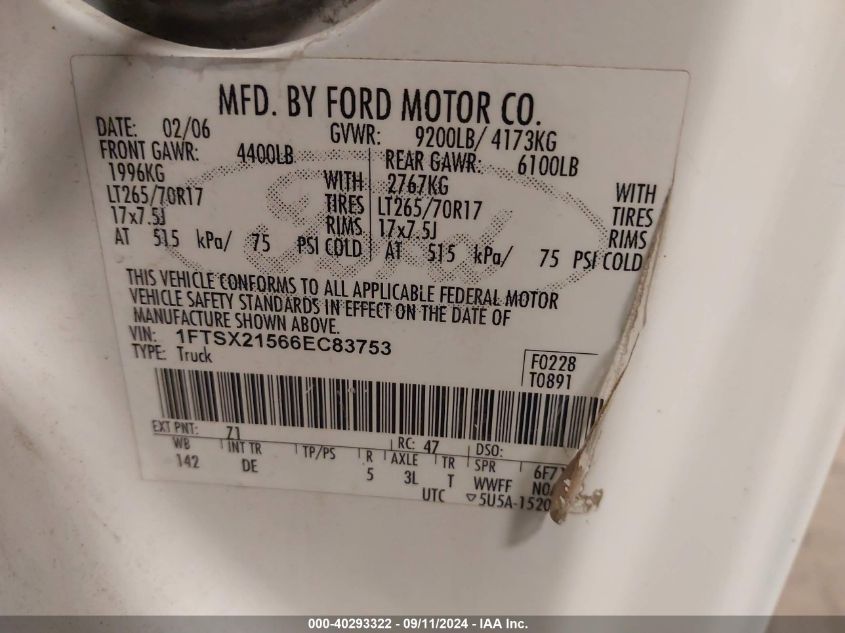 MFD. BY FORD MOTOR CO.
DATE: 02/06 GVWR: 9200LB/ 4173KG
FRONT GAWR: 4400LB REAR GAWR: 6100LB
1996KG WITH 2767KG WITH
LT265/70R17 TIRES LT265/70R17 TIRES
17x7.5J RIMS 17x7.5J RIMS
AT 515 kPa/ 75 PSI COLD AT 515 kPa/ 75 PSI COLD
Ford
THIS VEHICLE CONFORMS TO ALL APPLICABLE FEDERAL MOTOR
VEHICLE SAFETY STANDARDS IN EFFECT ON THE DATE OF
MANUFACTURE SHOWN ABOVE.
VIN: 1FTSX21566EC83753
TYPE: Truck
F0228
T0891
EXT PNT: 71 RC: 47 DSO:
WB INT TR TP/PS R AXLE TR SPR 6F7
142 DE 5 3L T WWFF
UTC ▽5U5A-1520
000-40293322 - 09/11/2024 - IAA Inc.